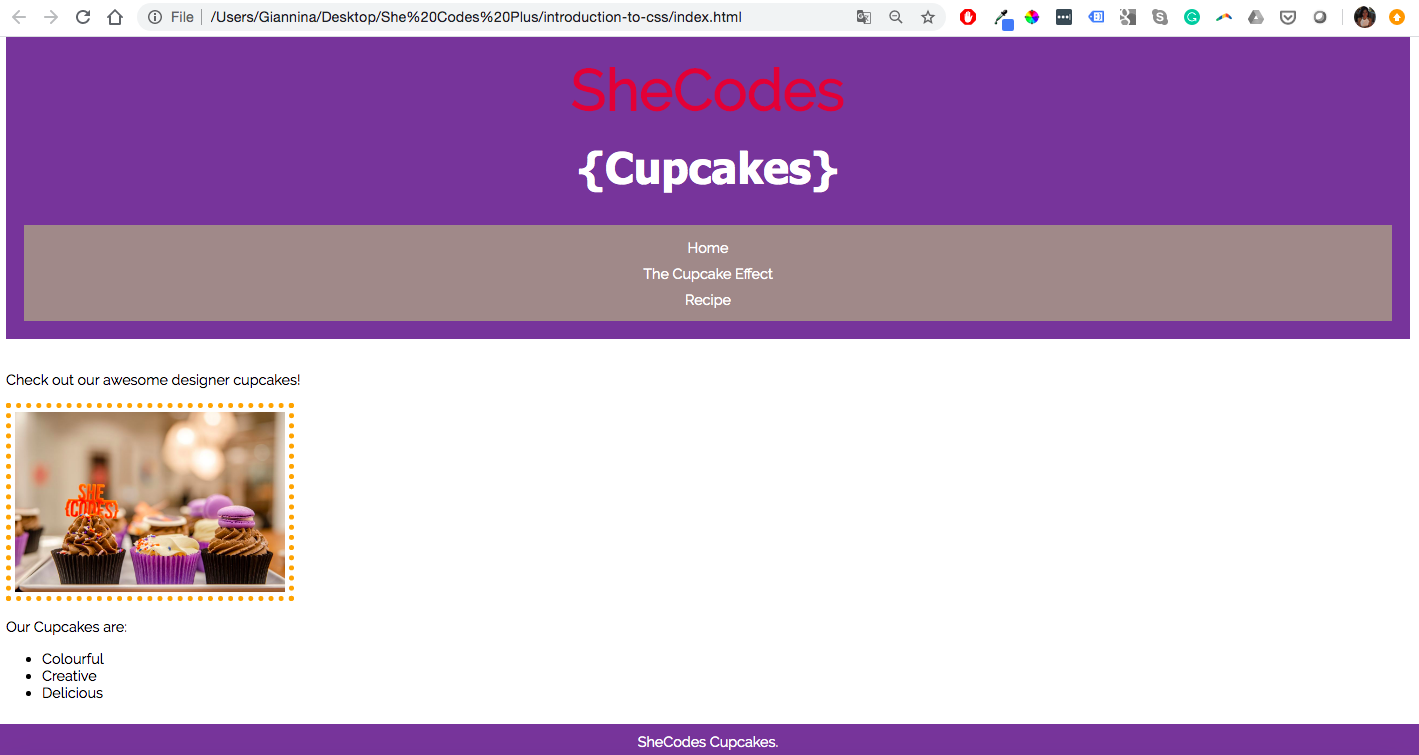 File | /Users/Giannina/Desktop/She%20Codes%20Plus/introduction-to-css/index.html
SheCodes
{Cupcakes}
Home
The Cupcake Effect
Recipe
Check out our awesome designer cupcakes!
SHE
{CODES}
Our Cupcakes are:
• Colourful
• Creative
• Delicious
SheCodes Cupcakes.